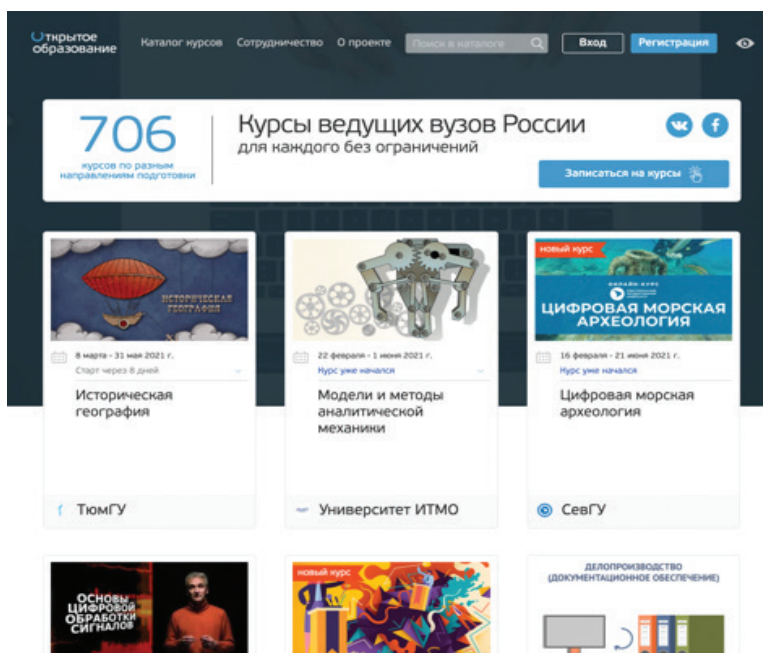 Открытое
образование
Каталог курсов Сотрудничество О проекте Поиск в каталоге Вход Регистрация
706
курсов по разным
направлениям подготовки
Курсы ведущих вузов России
для каждого без ограничений
Записаться на курсы
ИСТОРИЧЕСКАЯ
ГЕОГРАФИЯ
8 марта - 31 мая 2021 г.
Старт через 8 дней
Историческая
география
ТюмГУ
22 февраля - 1 июня 2021 г.
Курс уже начался
Модели и методы
аналитической
механики
Университет ИТМО
новый курс
ОНЛАЙН-КУРС
ЦИФРОВАЯ МОРСКАЯ
АРХЕОЛОГИЯ
16 февраля - 21 июня 2021 г.
Курс уже начался
Цифровая морская
археология
СевГУ
ОСНОВЫ
ЦИФРОВОЙ
ОБРАБОТКИ
СИГНАЛОВ
новый курс
ДЕЛОПРОИЗВОДСТВО
(ДОКУМЕНТАЦИОННОЕ ОБЕСПЕЧЕНИЕ)